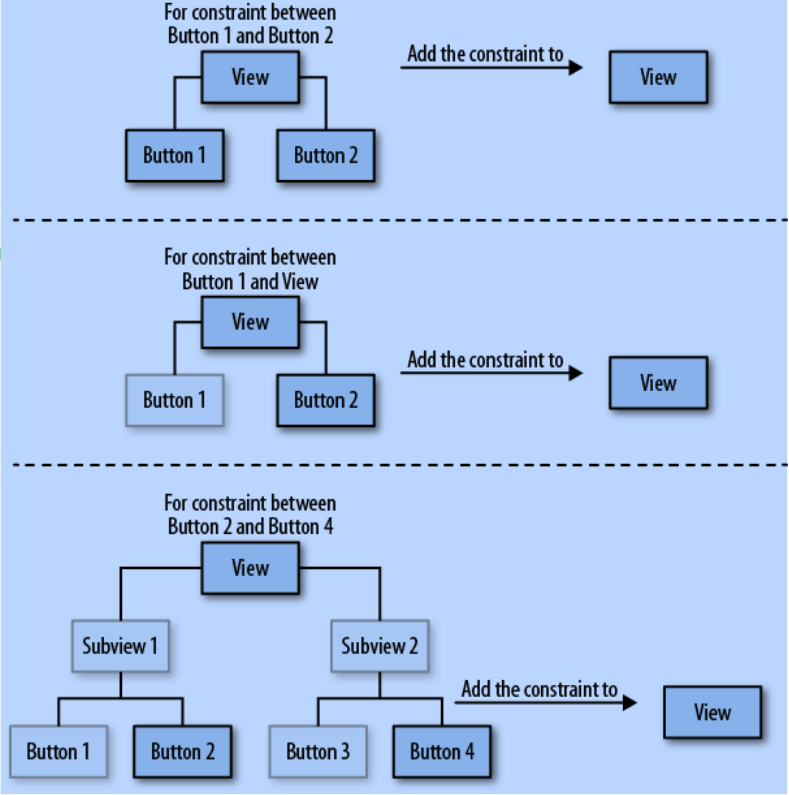 For constraint between
Button 1 and Button 2
View
Add the constraint to
View
Button 1
Button 2
For constraint between
Button 1 and View
View
Add the constraint to
View
Button 1
Button 2
For constraint between
Button 2 and Button 4
View
Subview 1
Subview 2
Add the constraint to
View
Button 1
Button 2
Button 3
Button 4